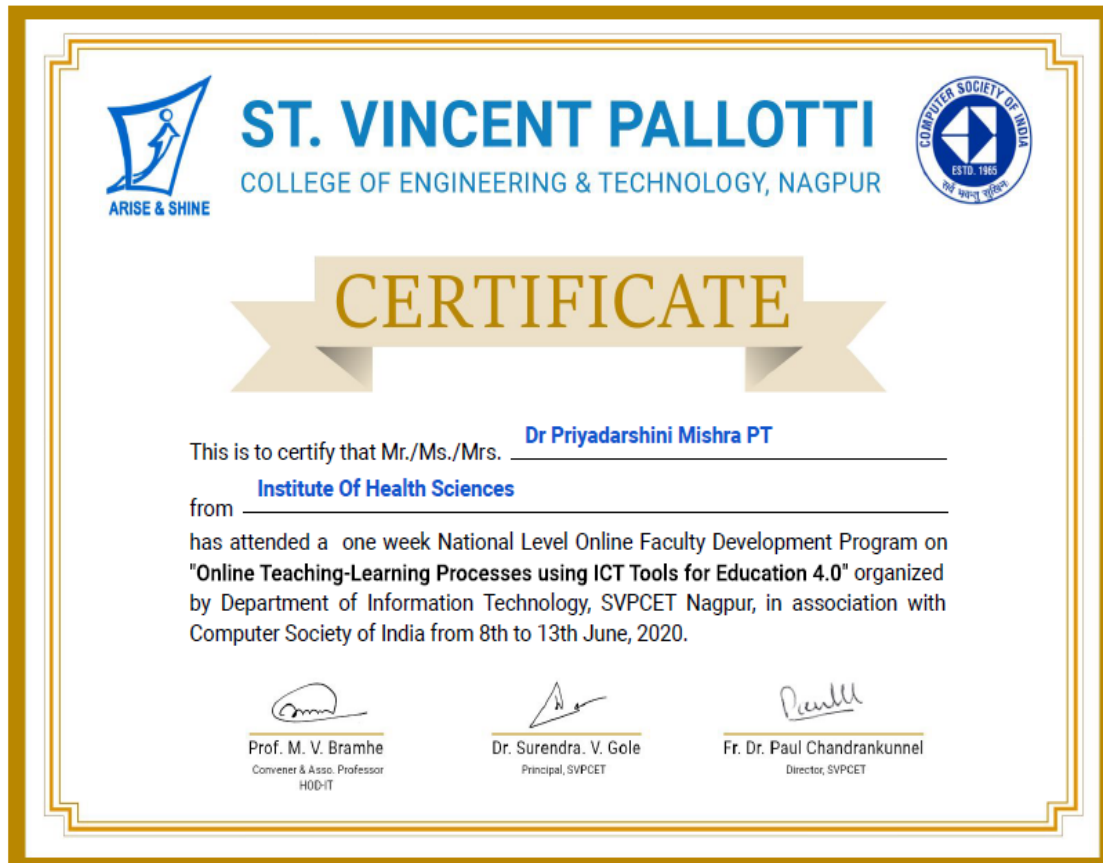 ST. VINCENT PALLOTTI
COLLEGE OF ENGINEERING & TECHNOLOGY, NAGPUR
ARISE & SHINE
COMPUTER SOCIETY OF INDIA
ESTD. 1965
सर्वे भवन्तु सुखिनः
CERTIFICATE
This is to certify that Mr./Ms./Mrs. Dr Priyadarshini Mishra PT
from Institute Of Health Sciences
has attended a one week National Level Online Faculty Development Program on
"Online Teaching-Learning Processes using ICT Tools for Education 4.0" organized
by Department of Information Technology, SVPCET Nagpur, in association with
Computer Society of India from 8th to 13th June, 2020.
Prof. M. V. Bramhe
Convener & Asso. Professor
HOD-IT
Dr. Surendra. V. Gole
Principal, SVPCET
Fr. Dr. Paul Chandrankunnel
Director, SVPCET